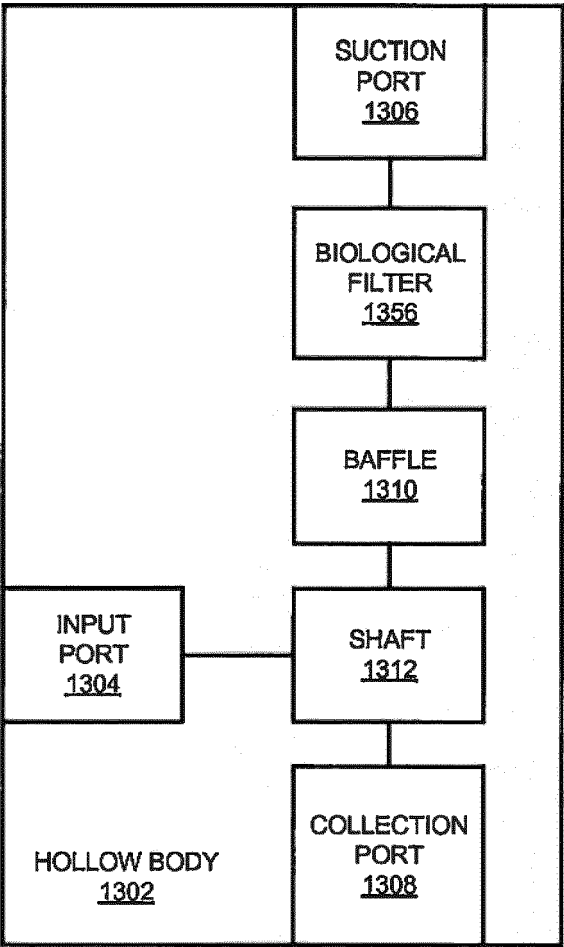 SUCTION
PORT
1306
BIOLOGICAL
FILTER
1356
BAFFLE
1310
INPUT
PORT
1304
SHAFT
1312
COLLECTION
PORT
1308
HOLLOW BODY
1302